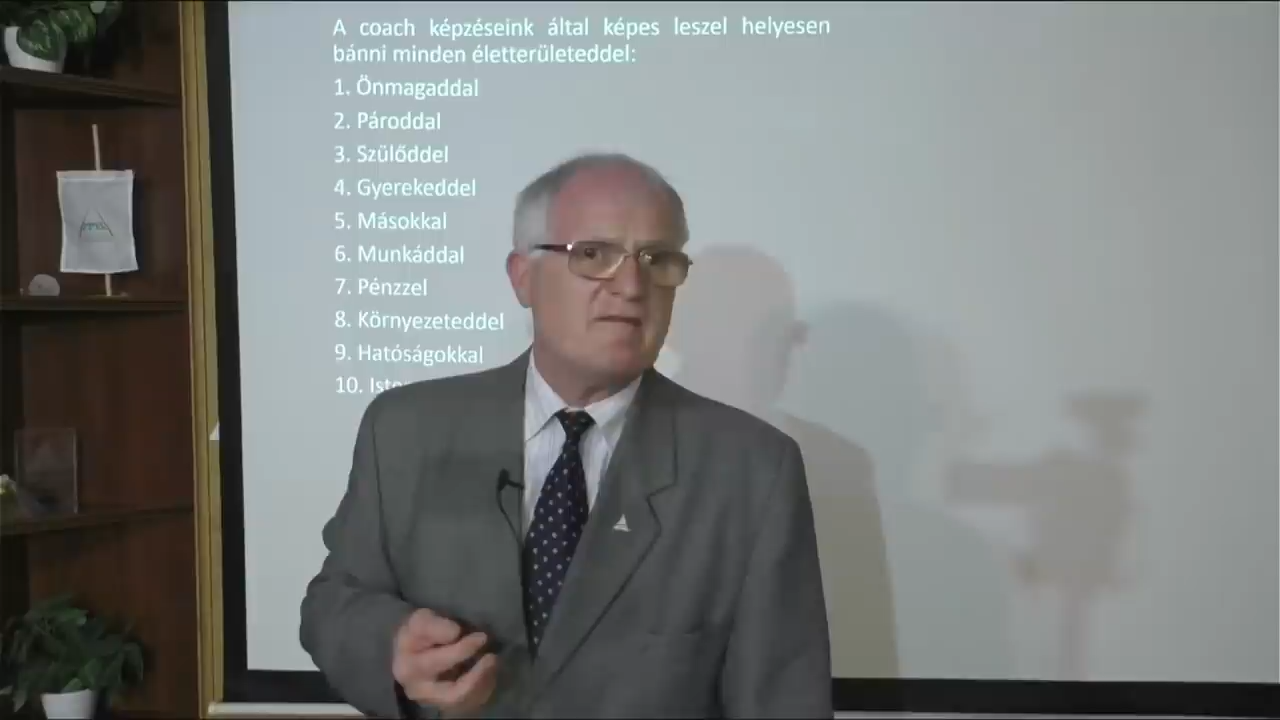 A coach képzéseink által képes leszel helyesen
bánni minden életterületeddel:
1. Önmagaddal
2. Pároddal
3. Szülőddel
4. Gyerekeddel
5. Másokkal
6. Munkáddal
7. Pénzzel
8. Környezeteddel
9. Hatóságokkal
10.